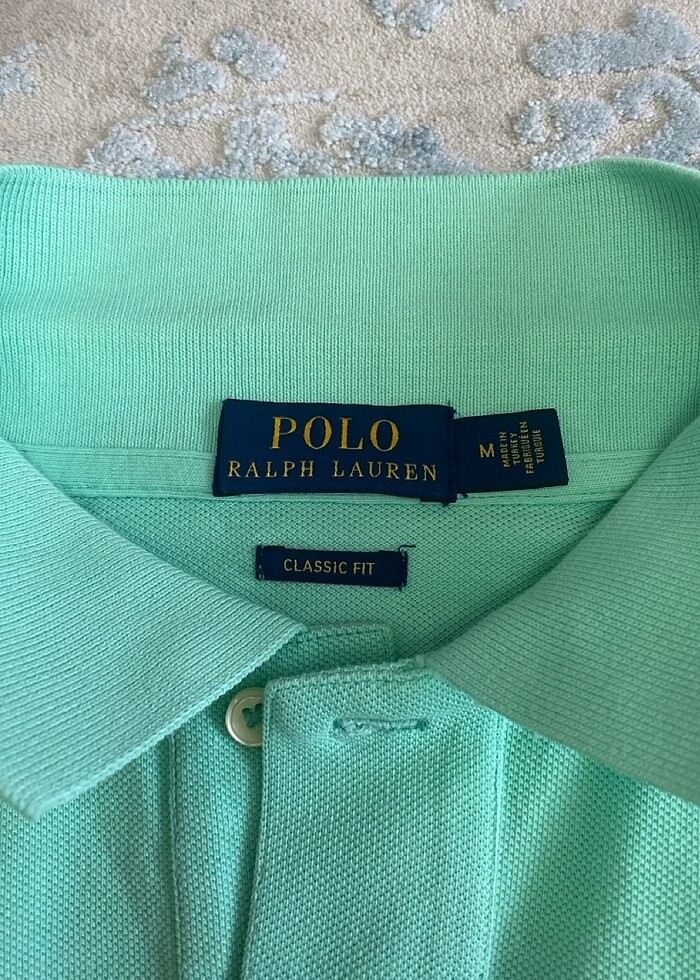 POLO
RALPH LAUREN
M
MADE IN
TURKEY
FABRIQUÉ EN
TURQUIE
CLASSIC FIT